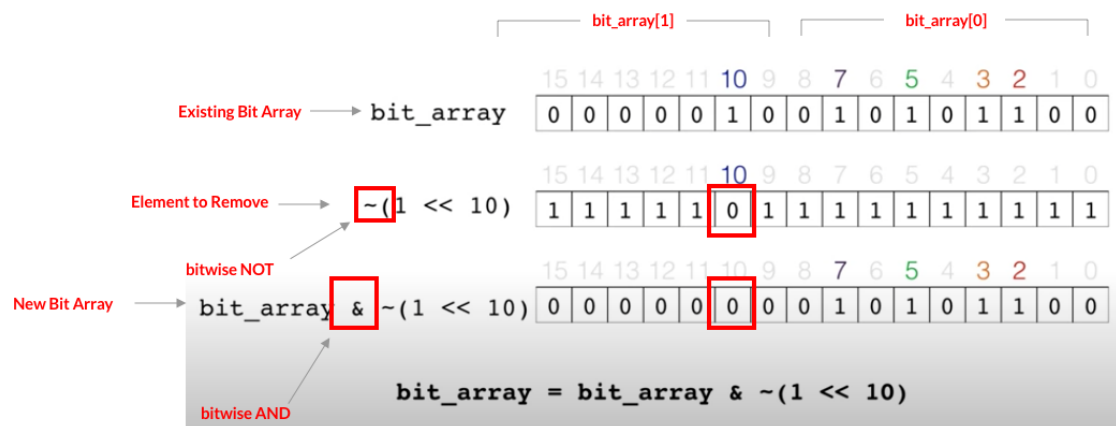 bit_array[1] bit_array[0]
15 14 13 12 11 10 9 8 7 6 5 4 3 2 1 0
Existing Bit Array bit_array 0 0 0 0 0 1 0 0 1 0 1 0 1 1 0 0
15 14 13 12 11 10 9 8 7 6 5 4 3 2 1 0
Element to Remove ~(1 << 10) 1 1 1 1 1 0 1 1 1 1 1 1 1 1 1 1
bitwise NOT
15 14 13 12 11 10 9 8 7 6 5 4 3 2 1 0
New Bit Array bit_array & ~(1 << 10) 0 0 0 0 0 0 0 0 1 0 1 0 1 1 0 0
bit_array = bit_array & ~(1 << 10)
bitwise AND